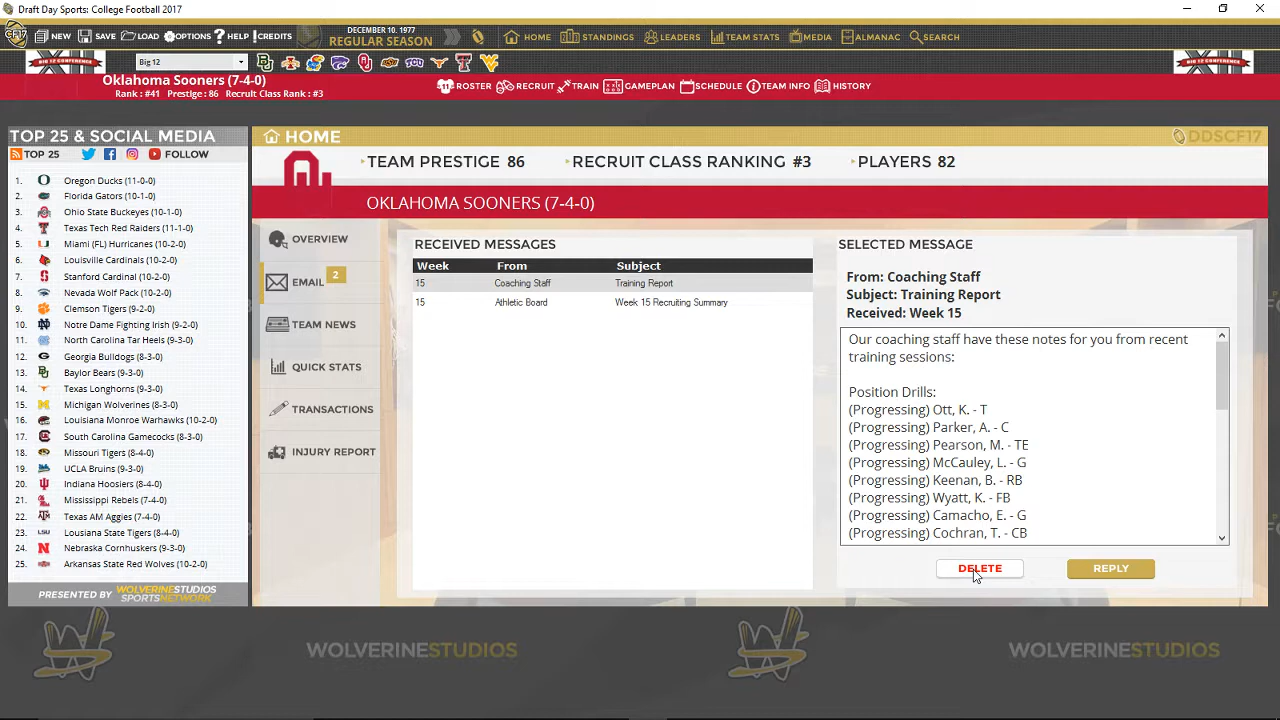 Draft Day Sports: College Football 2017
NEW SAVE LOAD OPTIONS HELP CREDITS
DECEMBER 10. 1977
REGULAR SEASON
HOME STANDINGS LEADERS TEAM STATS MEDIA ALMANAC SEARCH
BIG 12 CONFERENCE
Big 12
BIG 12 CONFERENCE
Oklahoma Sooners (7-4-0)
Rank : #41 Prestige : 86 Recruit Class Rank : #3
ROSTER RECRUIT TRAIN GAMEPLAN SCHEDULE TEAM INFO HISTORY
TOP 25 & SOCIAL MEDIA
TOP 25 FOLLOW
1. Oregon Ducks (11-0-0)
2. Florida Gators (10-1-0)
3. Ohio State Buckeyes (10-1-0)
4. Texas Tech Red Raiders (11-1-0)
5. Miami (FL) Hurricanes (10-2-0)
6. Louisville Cardinals (10-2-0)
7. Stanford Cardinal (10-2-0)
8. Nevada Wolf Pack (10-2-0)
9. Clemson Tigers (9-2-0)
10. Notre Dame Fighting Irish (9-2-0)
11. North Carolina Tar Heels (9-3-0)
12. Georgia Bulldogs (8-3-0)
13. Baylor Bears (9-3-0)
14. Texas Longhorns (9-3-0)
15. Michigan Wolverines (8-3-0)
16. Louisiana Monroe Warhawks (10-2-0)
17. South Carolina Gamecocks (8-3-0)
18. Missouri Tigers (8-4-0)
19. UCLA Bruins (9-3-0)
20. Indiana Hoosiers (8-4-0)
21. Mississippi Rebels (7-4-0)
22. Texas AM Aggies (7-4-0)
23. Lousiana State Tigers (8-4-0)
24. Nebraska Cornhuskers (9-3-0)
25. Arkansas State Red Wolves (10-2-0)
PRESENTED BY WOLVERINESTUDIOS
SPORTSNETWORK
HOME
DDSCF17
TEAM PRESTIGE 86 RECRUIT CLASS RANKING #3 PLAYERS 82
OKLAHOMA SOONERS (7-4-0)
OVERVIEW
EMAIL 2
TEAM NEWS
QUICK STATS
TRANSACTIONS
INJURY REPORT
RECEIVED MESSAGES
Week From Subject
15 Coaching Staff Training Report
15 Athletic Board Week 15 Recruiting Summary
SELECTED MESSAGE
From: Coaching Staff
Subject: Training Report
Received: Week 15
Our coaching staff have these notes for you from recent
training sessions:
Position Drills:
(Progressing) Ott, K. - T
(Progressing) Parker, A. - C
(Progressing) Pearson, M. - TE
(Progressing) McCauley, L. - G
(Progressing) Keenan, B. - RB
(Progressing) Wyatt, K. - FB
(Progressing) Camacho, E. - G
(Progressing) Cochran, T. - CB
DELETE REPLY
WOLVERINESTUDIOS WOLVERINESTUDIOS